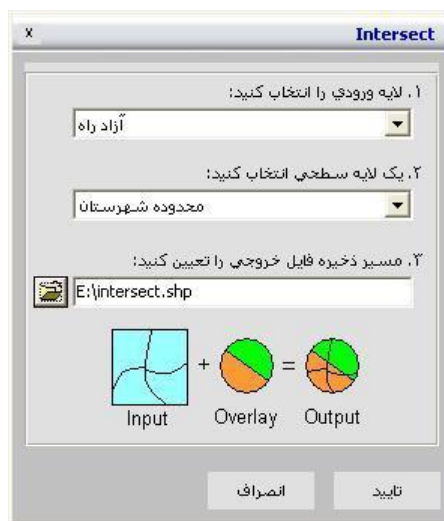 Intersect
x
۱. لایه ورودي را انتخاب کنید:
آزاد راه
۲. یک لایه سطحي انتخاب کنید:
محدوده شهرستان
۳. مسیر ذخیره فایل خروجي را تعیین کنید:
E:\intersect.shp
+ =
Input Overlay Output
تایید انصراف